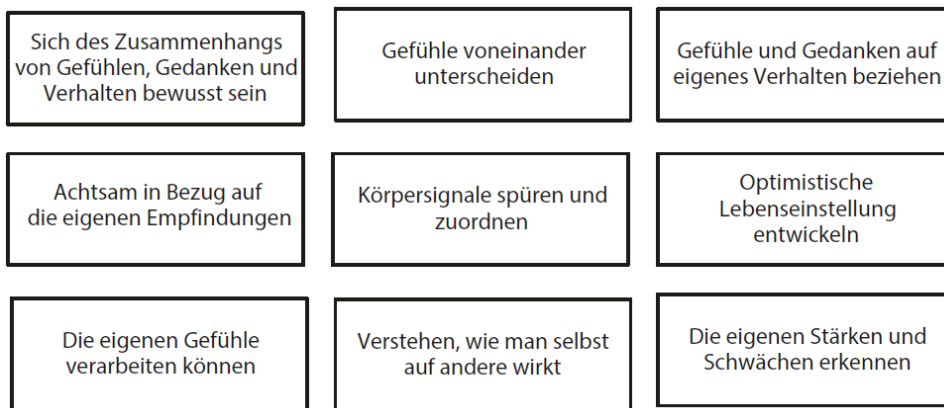 Sich des Zusammenhangs
von Gefühlen, Gedanken und
Verhalten bewusst sein
Gefühle voneinander
unterscheiden
Gefühle und Gedanken auf
eigenes Verhalten beziehen
Achtsam in Bezug auf
die eigenen Empfindungen
Körpersignale spüren und
zuordnen
Optimistische
Lebenseinstellung
entwickeln
Die eigenen Gefühle
verarbeiten können
Verstehen, wie man selbst
auf andere wirkt
Die eigenen Stärken und
Schwächen erkennen